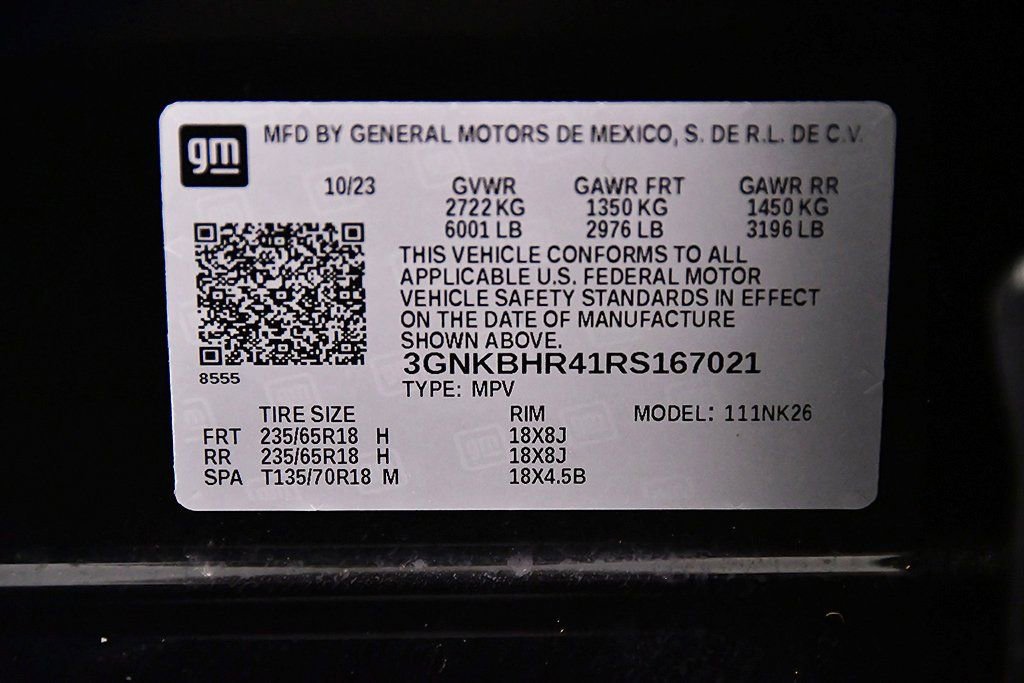 gm MFD BY GENERAL MOTORS DE MEXICO, S. DE R.L. DE C.V.
10/23 GVWR GAWR FRT GAWR RR
2722 KG 1350 KG 1450 KG
6001 LB 2976 LB 3196 LB
THIS VEHICLE CONFORMS TO ALL
APPLICABLE U.S. FEDERAL MOTOR
VEHICLE SAFETY STANDARDS IN EFFECT
ON THE DATE OF MANUFACTURE
SHOWN ABOVE.
3GNKBHR41RS167021
8555
TYPE: MPV
TIRE SIZE RIM MODEL: 111NK26
FRT 235/65R18 H 18X8J
RR 235/65R18 H 18X8J
SPA T135/70R18 M 18X4.5B